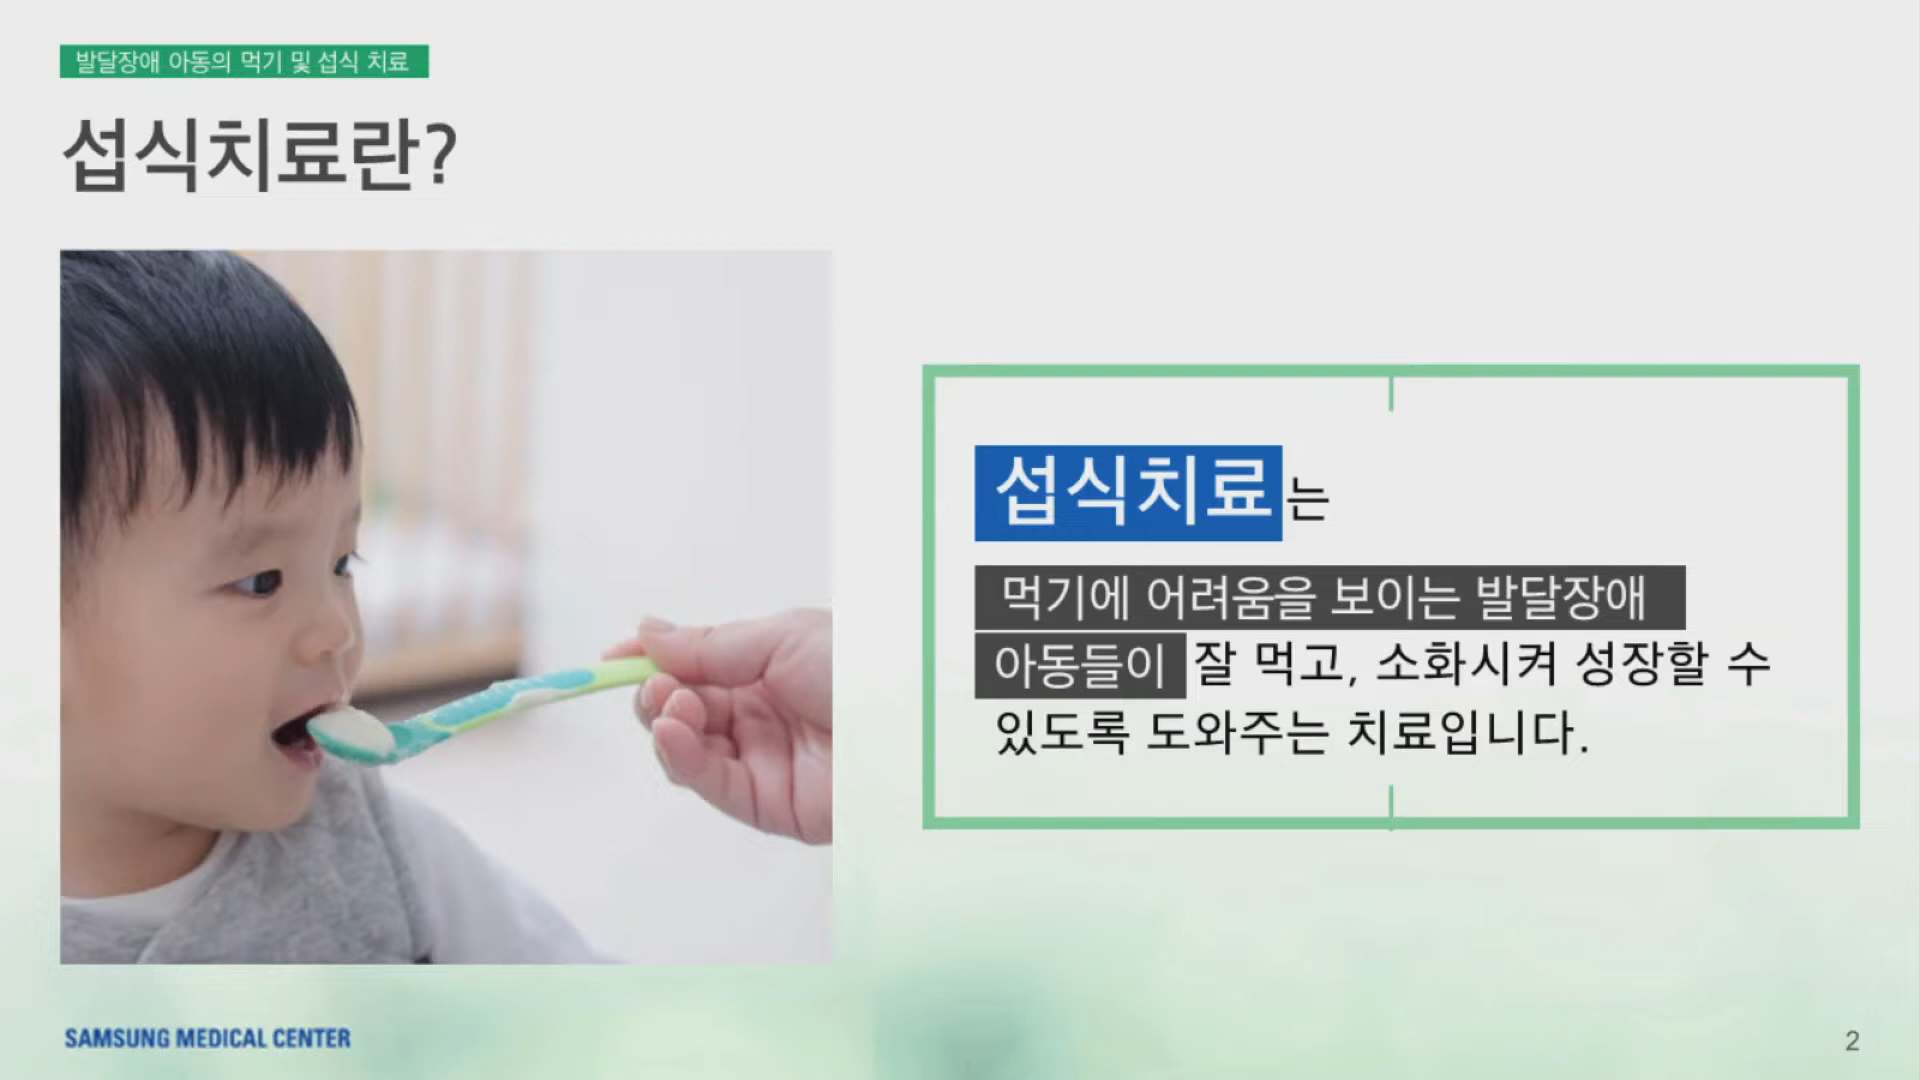 발달장애 아동의 먹기 및 섭식 치료
섭식치료란?
섭식치료는
먹기에 어려움을 보이는 발달장애
아동들이 잘 먹고, 소화시켜 성장할 수
있도록 도와주는 치료입니다.
SAMSUNG MEDICAL CENTER
2